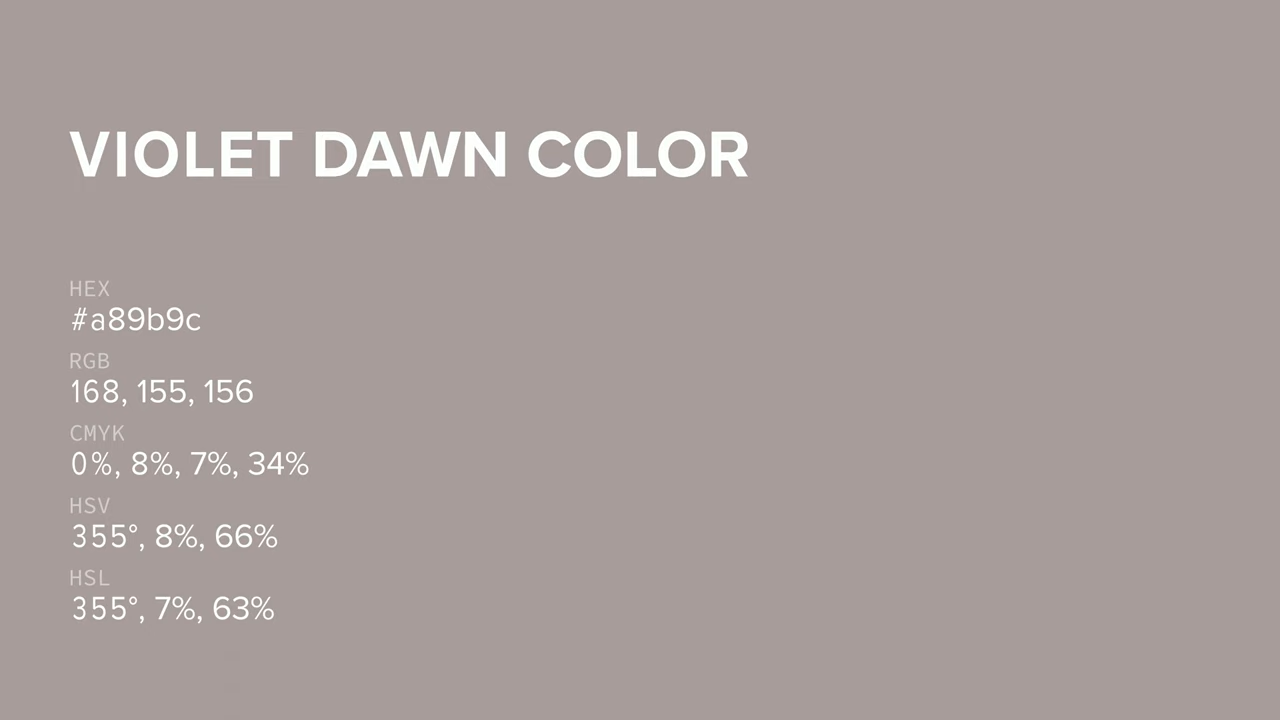 VIOLET DAWN COLOR
HEX
#a89b9c
RGB
168, 155, 156
CMYK
0%, 8%, 7%, 34%
HSV
355°, 8%, 66%
HSL
355°, 7%, 63%